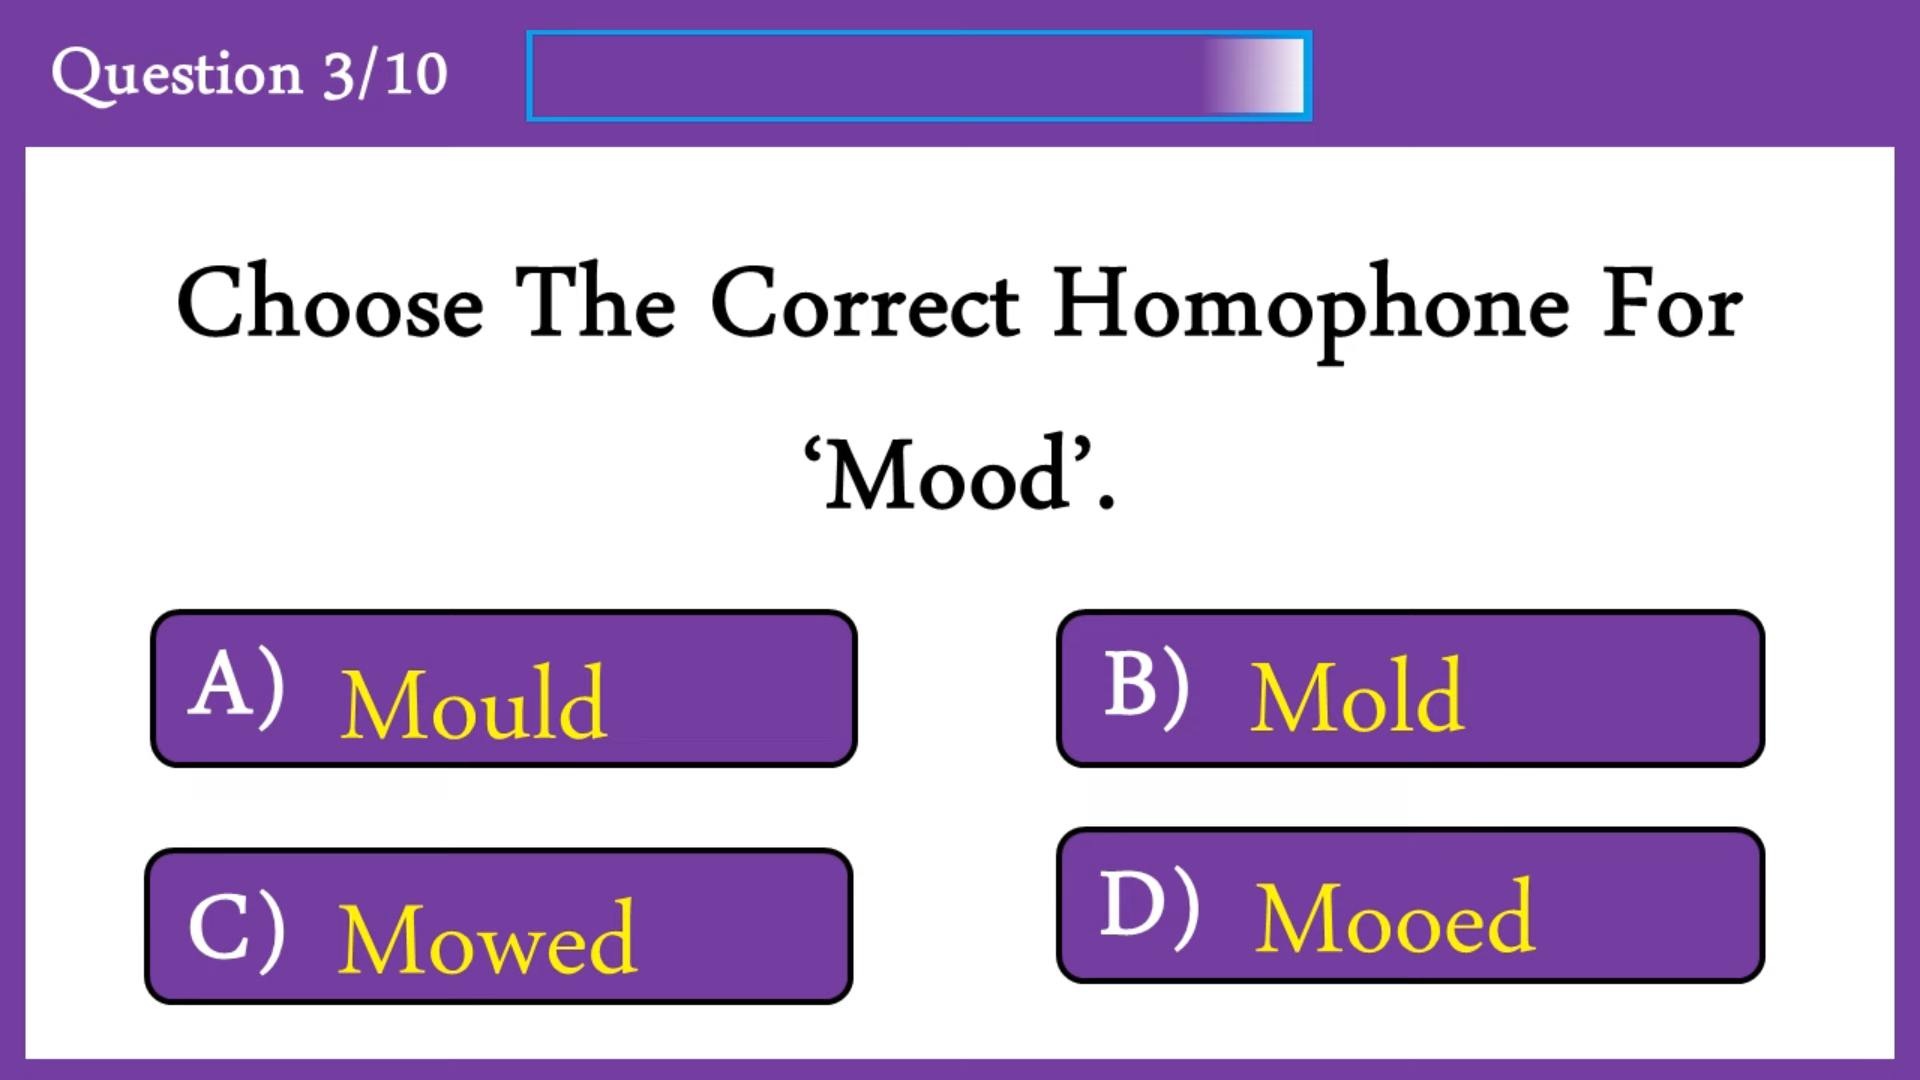 Question 3/10
Choose The Correct Homophone For
‘Mood’.
A) Mould
B) Mold
C) Mowed
D) Mooed